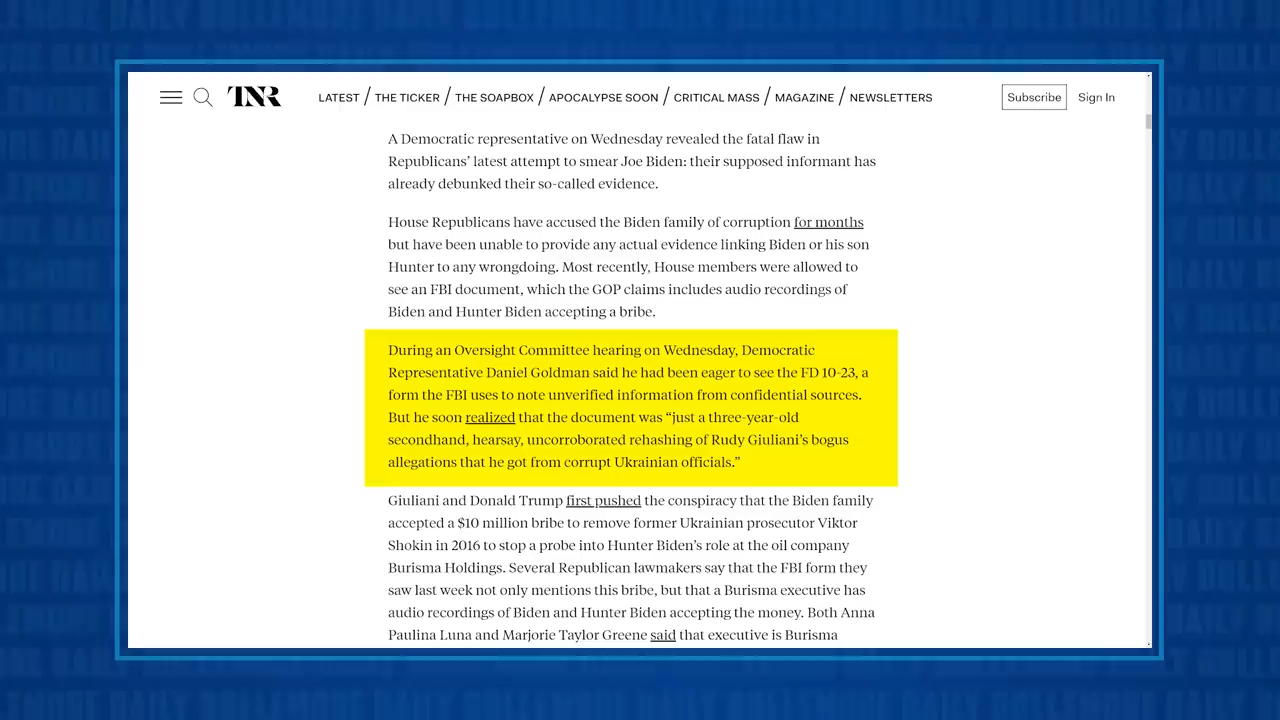 TNR
LATEST / THE TICKER / THE SOAPBOX / APOCALYPSE SOON / CRITICAL MASS / MAGAZINE / NEWSLETTERS
Subscribe
Sign In
A Democratic representative on Wednesday revealed the fatal flaw in
Republicans’ latest attempt to smear Joe Biden: their supposed informant has
already debunked their so-called evidence.
House Republicans have accused the Biden family of corruption for months
but have been unable to provide any actual evidence linking Biden or his son
Hunter to any wrongdoing. Most recently, House members were allowed to
see an FBI document, which the GOP claims includes audio recordings of
Biden and Hunter Biden accepting a bribe.
During an Oversight Committee hearing on Wednesday, Democratic
Representative Daniel Goldman said he had been eager to see the FD 10-23, a
form the FBI uses to note unverified information from confidential sources.
But he soon realized that the document was “just a three-year-old
secondhand, hearsay, uncorroborated rehashing of Rudy Giuliani’s bogus
allegations that he got from corrupt Ukrainian officials.”
Giuliani and Donald Trump first pushed the conspiracy that the Biden family
accepted a $10 million bribe to remove former Ukrainian prosecutor Viktor
Shokin in 2016 to stop a probe into Hunter Biden’s role at the oil company
Burisma Holdings. Several Republican lawmakers say that the FBI form they
saw last week not only mentions this bribe, but that a Burisma executive has
audio recordings of Biden and Hunter Biden accepting the money. Both Anna
Paulina Luna and Marjorie Taylor Greene said that executive is Burisma